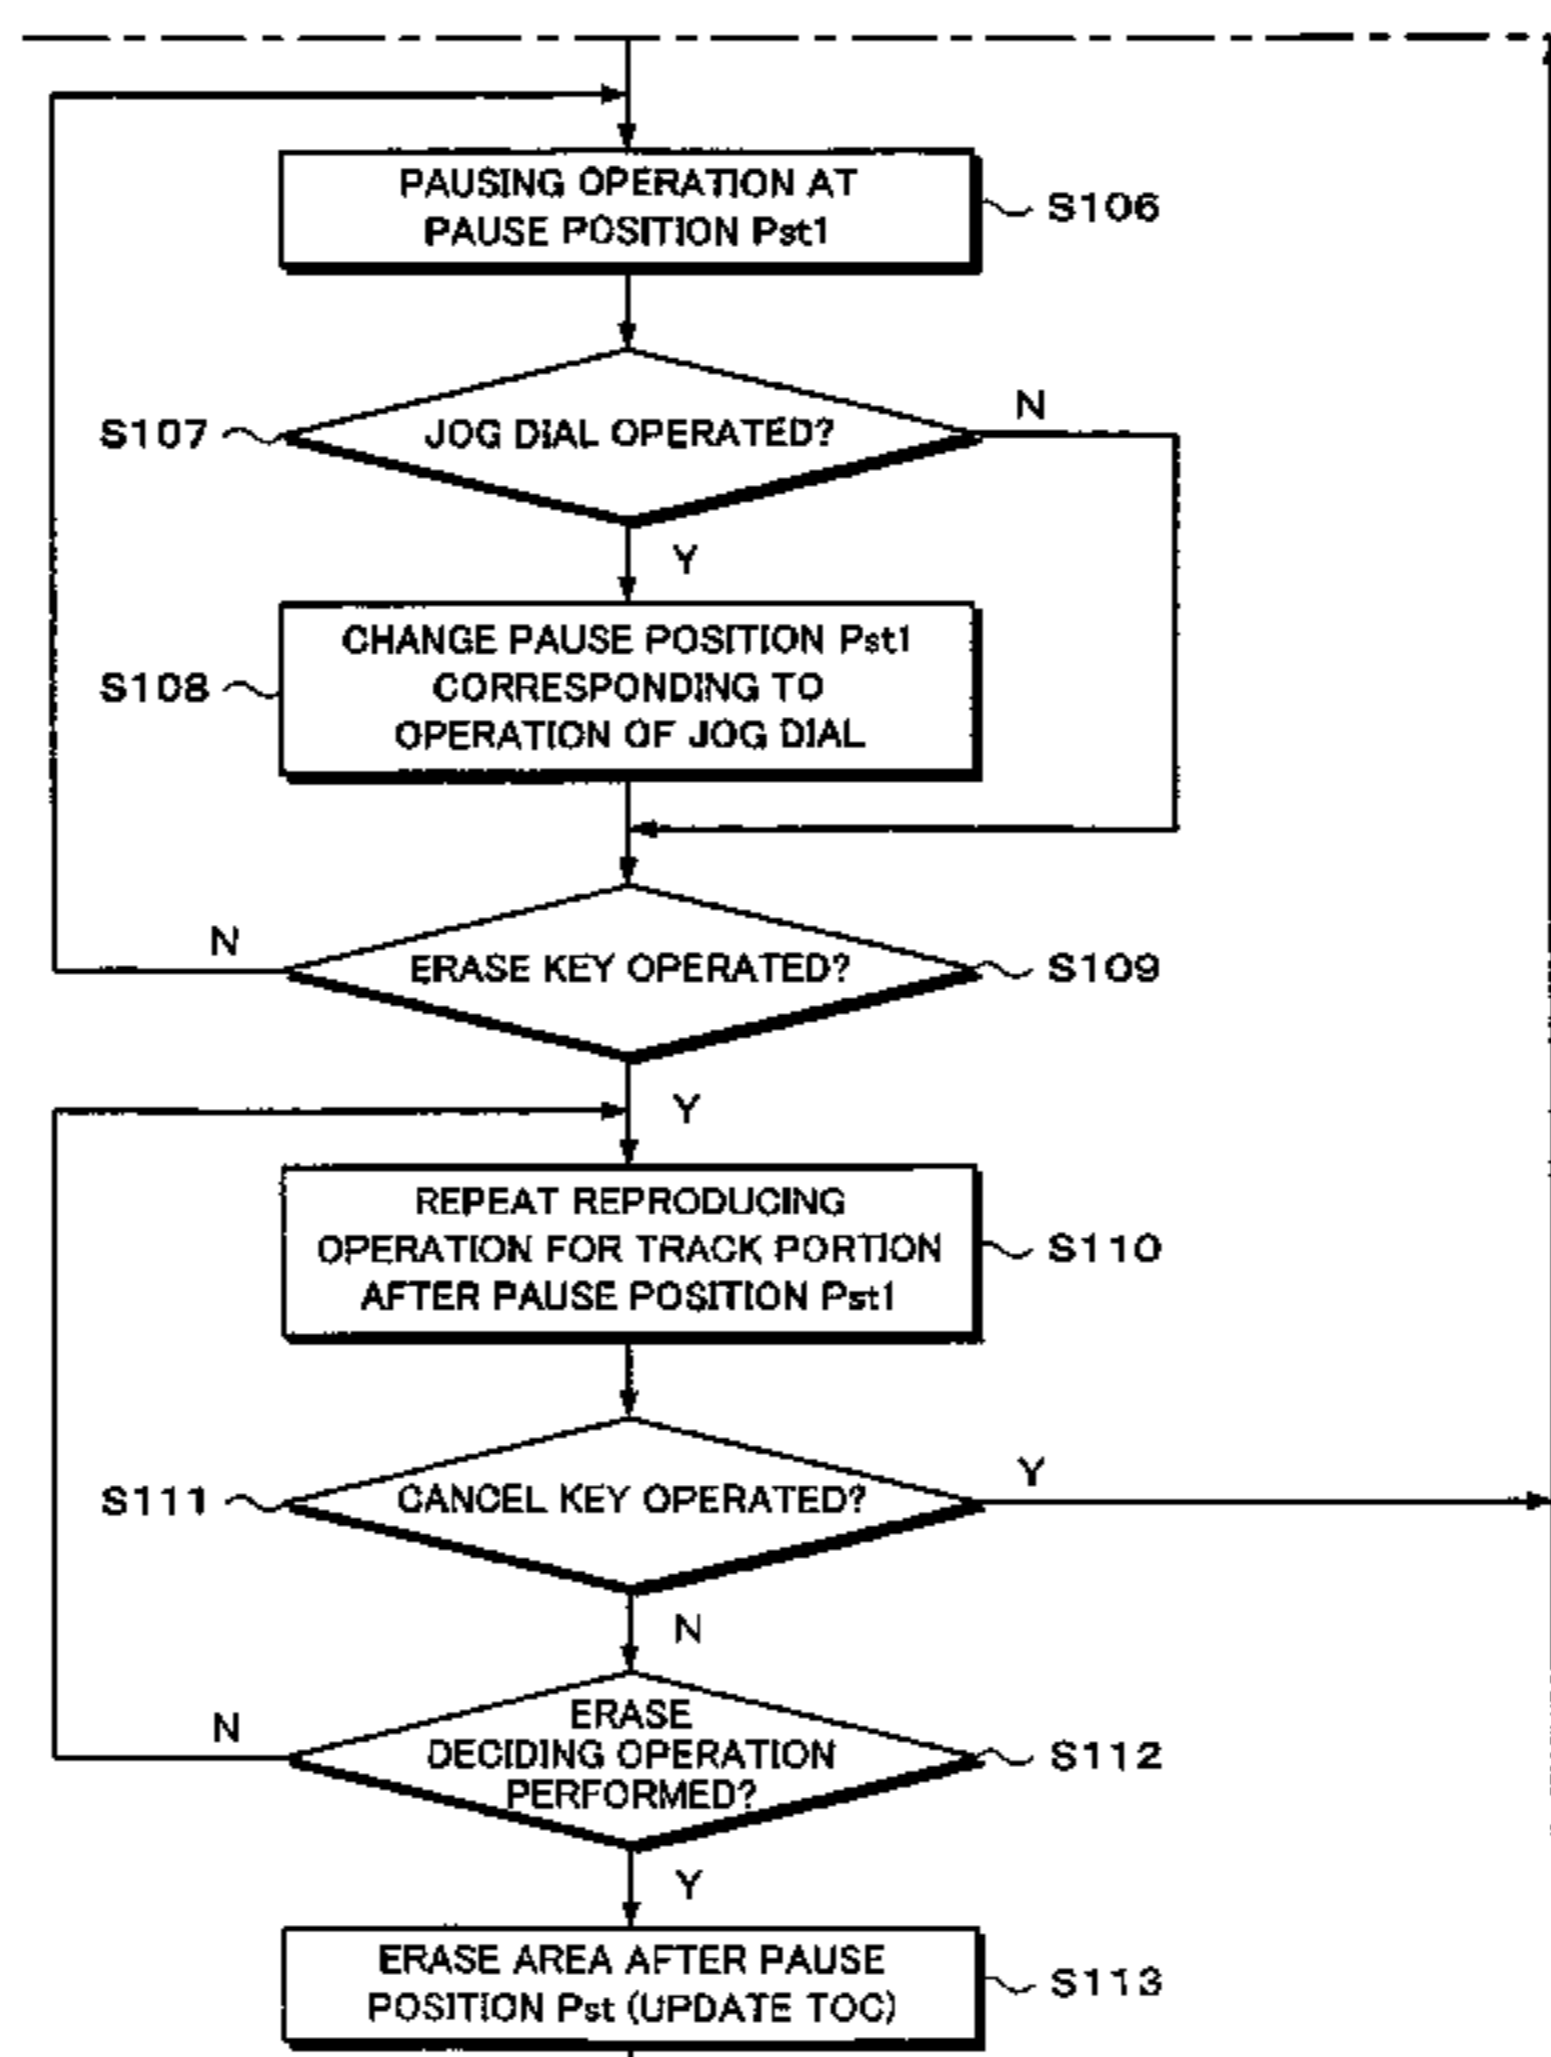 PAUSING OPERATION AT
PAUSE POSITION Pst1
S106
S107
JOG DIAL OPERATED?
N
Y
S108
CHANGE PAUSE POSITION Pst1
CORRESPONDING TO
OPERATION OF JOG DIAL
N
ERASE KEY OPERATED?
S109
Y
REPEAT REPRODUCING
OPERATION FOR TRACK PORTION
AFTER PAUSE POSITION Pst1
S110
S111
CANCEL KEY OPERATED?
Y
N
N
ERASE
DECIDING OPERATION
PERFORMED?
S112
Y
ERASE AREA AFTER PAUSE
POSITION Pst (UPDATE TOC)
S113